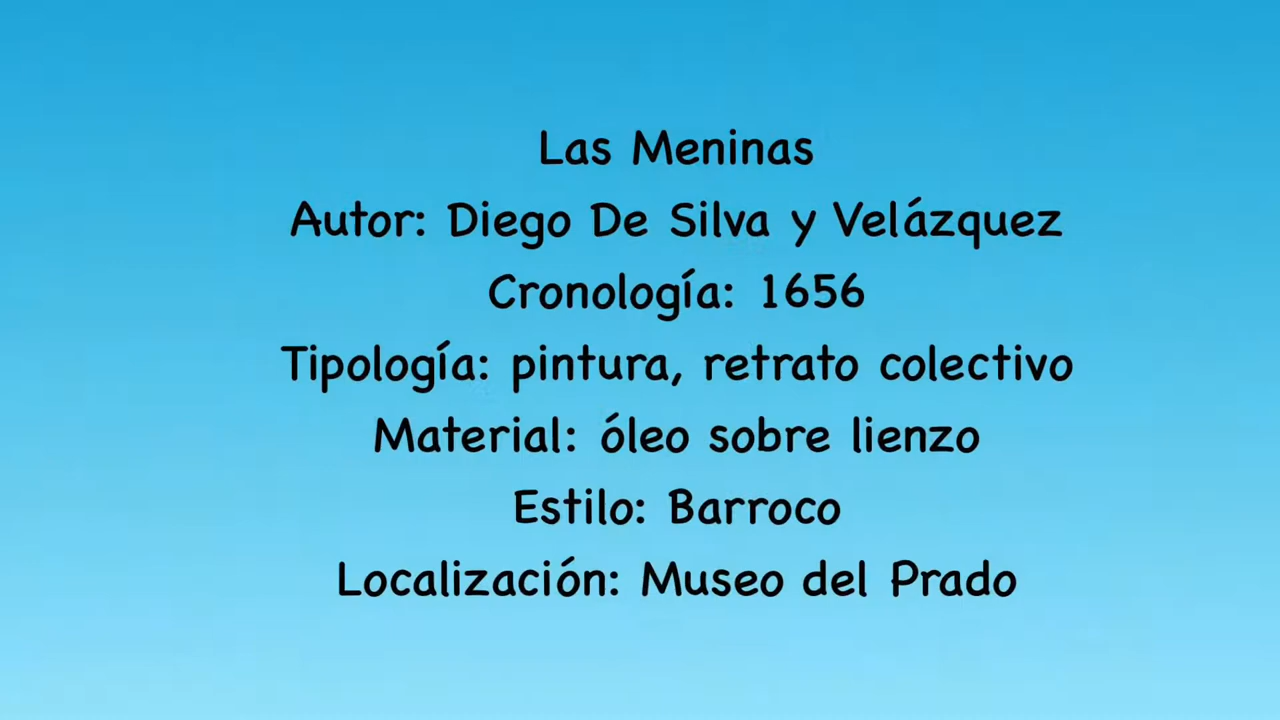 Las Meninas
Autor: Diego De Silva y Velázquez
Cronología: 1656
Tipología: pintura, retrato colectivo
Material: óleo sobre lienzo
Estilo: Barroco
Localización: Museo del Prado